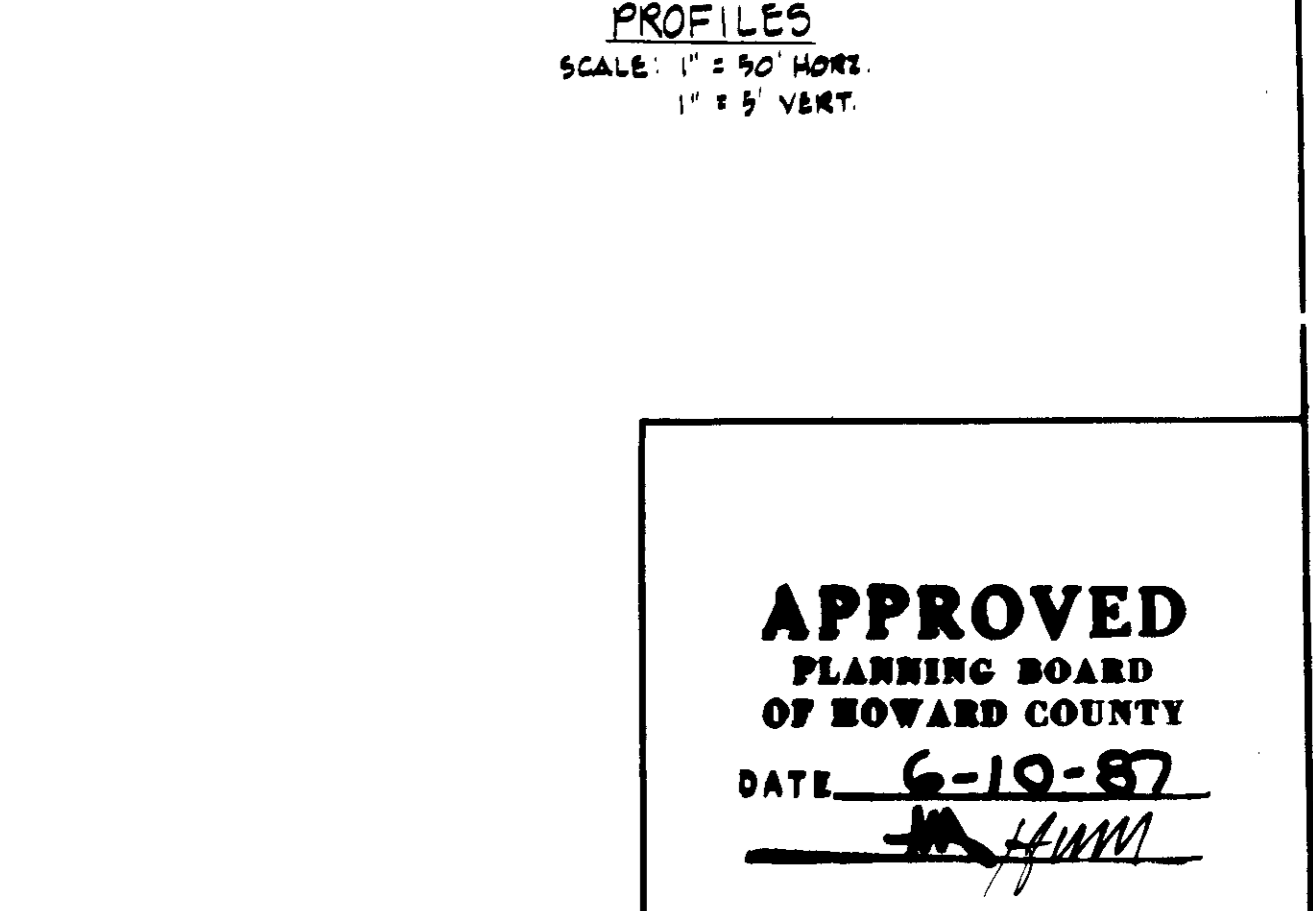 PROFILES
SCALE: 1" = 50' HORZ.
1" = 5' VERT.
APPROVED
PLANNING BOARD
OF HOWARD COUNTY
DATE 6-10-87